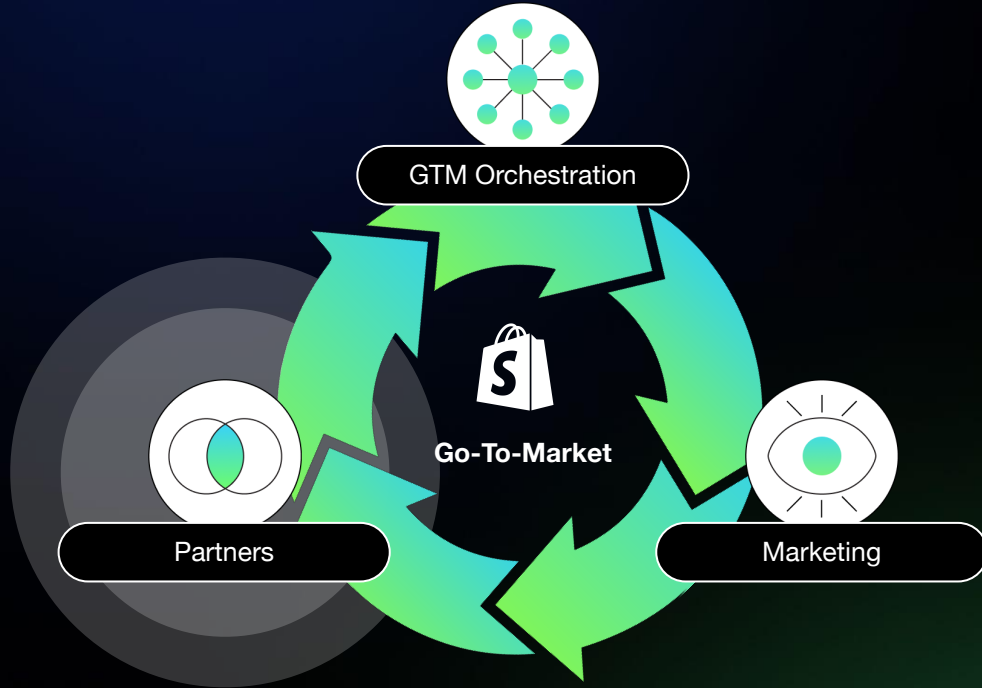 GTM Orchestration
S
Go-To-Market
Partners
Marketing